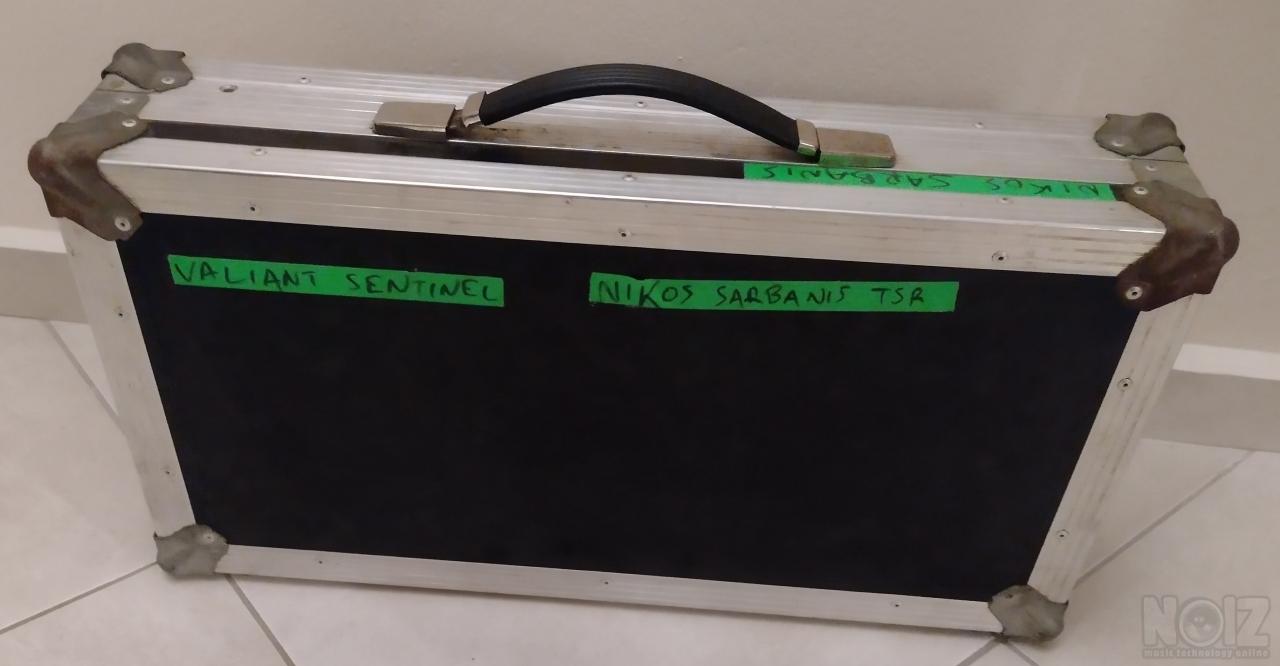 NIKOS SARBANIS
VALIANT SENTINEL
NIKOS SARBANIS TSR
NOIZ
music technology online